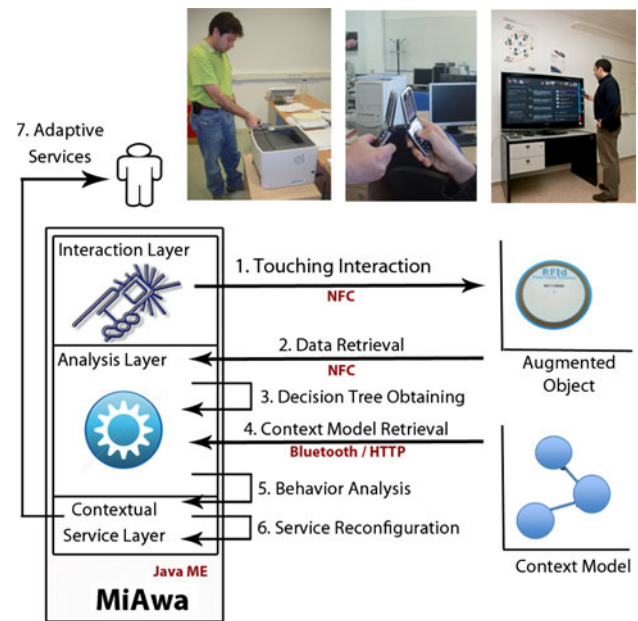 7. Adaptive
Services
Interaction Layer
1. Touching Interaction
NFC
RFId
Analysis Layer
2. Data Retrieval
NFC
Augmented
Object
3. Decision Tree Obtaining
4. Context Model Retrieval
Bluetooth / HTTP
5. Behavior Analysis
Contextual
Service Layer
6. Service Reconfiguration
Context Model
Java ME
MiAwa